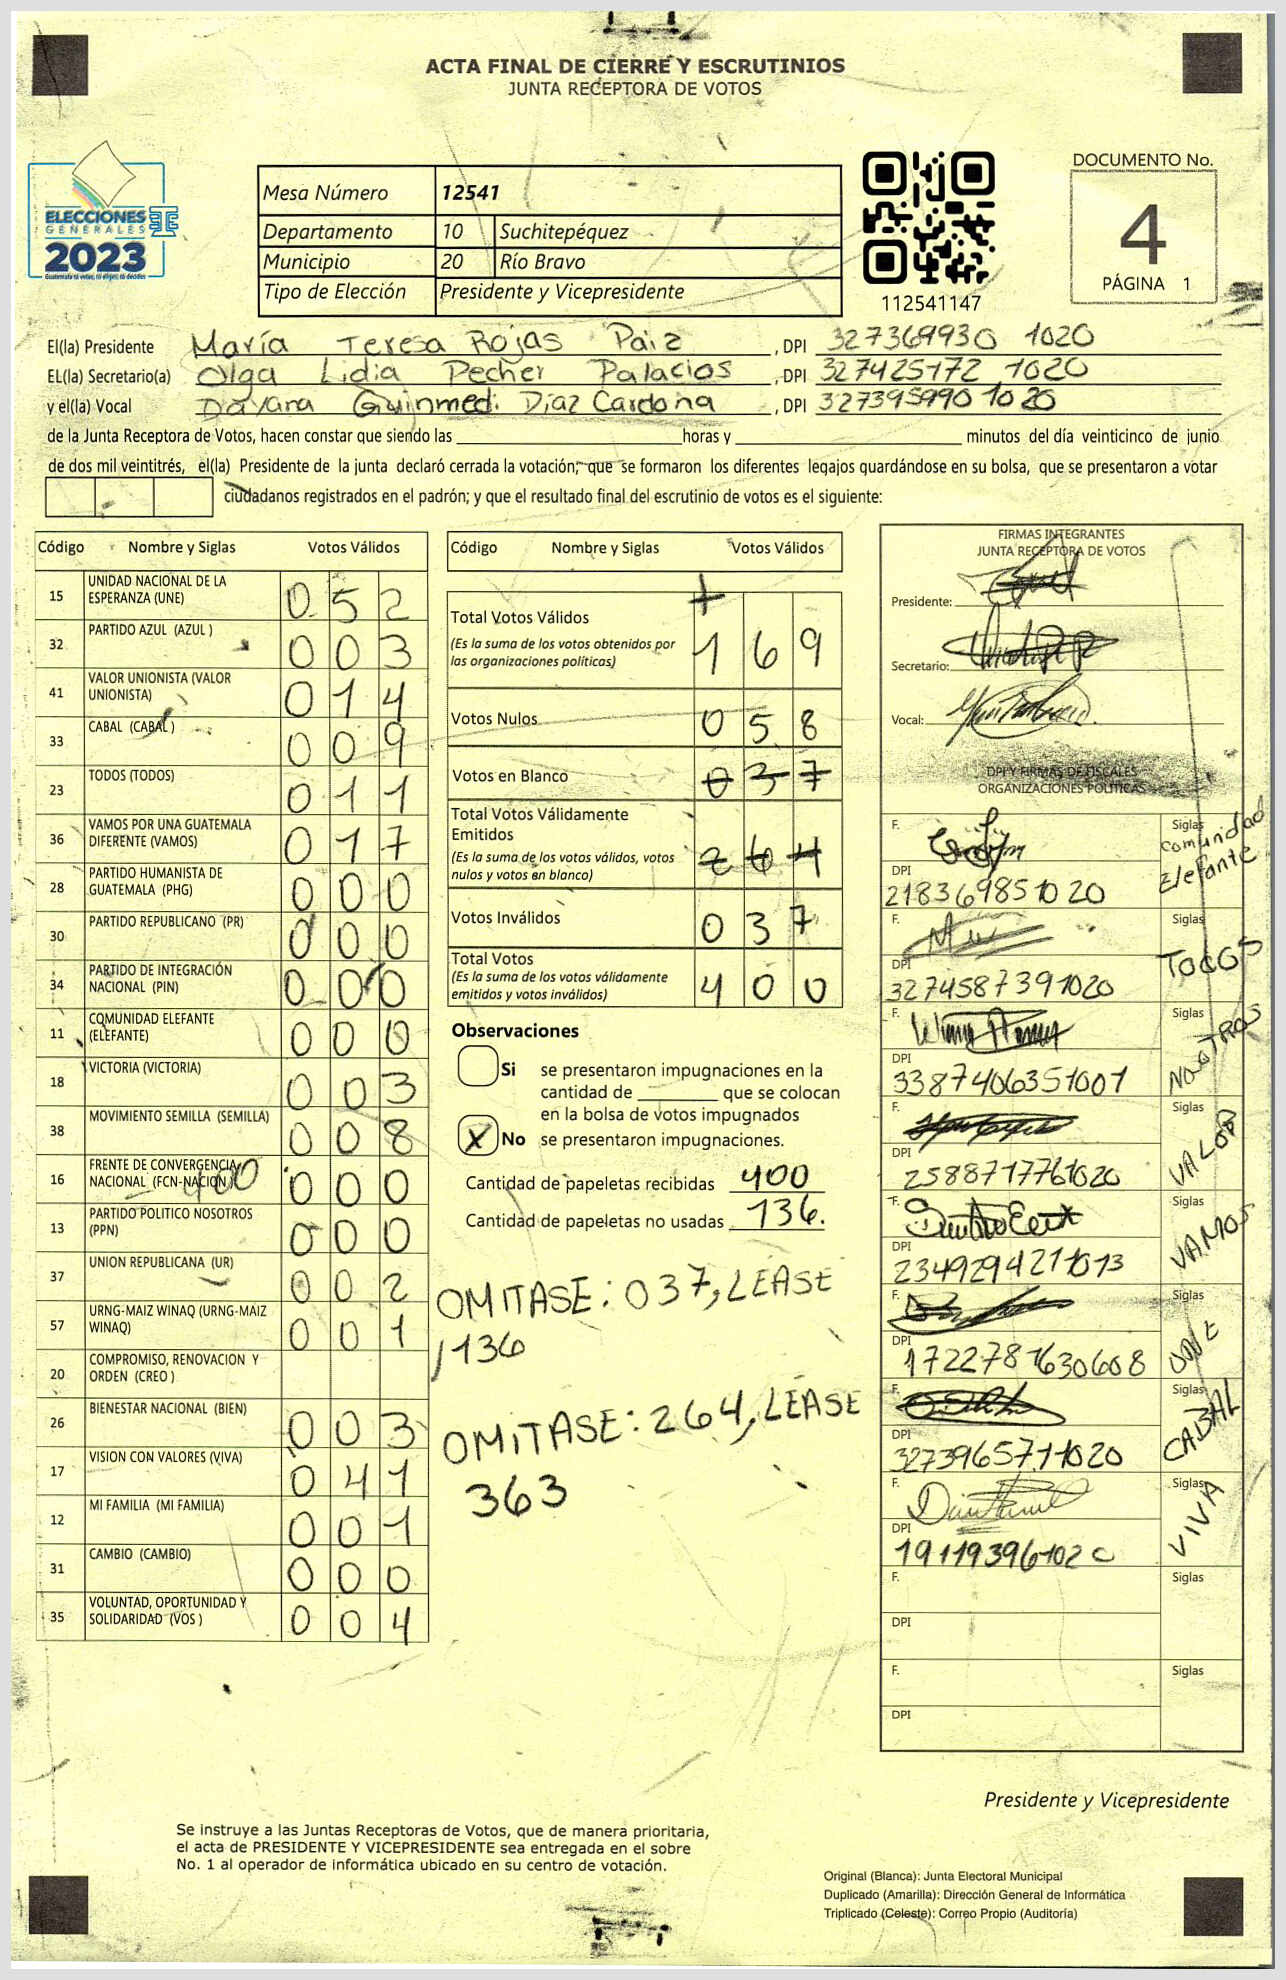 ACTA FINAL DE CIERRE Y ESCRUTINIOS
JUNTA RECEPTORA DE VOTOS
ELECCIONES
GENERALES
2023
Mesa Número 12541
Departamento 10 Suchitepéquez
Municipio 20 Río Bravo
Tipo de Elección Presidente y Vicepresidente
112541147
DOCUMENTO No.
4
PÁGINA 1
El(la) Presidente María Teresa Rojas Paiz, DPI 327369930 1020
EL(la) Secretario(a) Olga Lidia Pecher Palacios, DPI 327425172 1020
y el(la) Vocal Dayana Guinmedi Díaz Cardona, DPI 327395990 1020
de la Junta Receptora de Votos, hacen constar que siendo las horas y minutos del día veinticinco de junio
de dos mil veintitrés, el(la) Presidente de la junta declaró cerrada la votación; que se formaron los diferentes legajos quardándose en su bolsa, que se presentaron a votar
ciudadanos registrados en el padrón; y que el resultado final del escrutinio de votos es el siguiente:
Código Nombre y Siglas Votos Válidos
15 UNIDAD NACIONAL DE LA ESPERANZA (UNE) 0 5 2
32 PARTIDO AZUL (AZUL ) 0 0 3
41 VALOR UNIONISTA (VALOR UNIONISTA) 0 1 4
33 CABAL (CABAL ) 0 0 9
23 TODOS (TODOS) 0 1 1
36 VAMOS POR UNA GUATEMALA DIFERENTE (VAMOS) 0 1 7
28 PARTIDO HUMANISTA DE GUATEMALA (PHG) 0 0 0
30 PARTIDO REPUBLICANO (PR) 0 0 0
34 PARTIDO DE INTEGRACIÓN NACIONAL (PIN) 0 0 0
11 COMUNIDAD ELEFANTE (ELEFANTE) 0 0 0
18 VICTORIA (VICTORIA) 0 0 3
38 MOVIMIENTO SEMILLA (SEMILLA) 0 0 8
16 FRENTE DE CONVERGENCIA NACIONAL (FCN-NACION ) 0 0 0
400
13 PARTIDO POLITICO NOSOTROS (PPN) 0 0 0
37 UNION REPUBLICANA (UR) 0 0 2
57 URNG-MAIZ WINAQ (URNG-MAIZ WINAQ) 0 0 1
20 COMPROMISO, RENOVACION Y ORDEN (CREO )
26 BIENESTAR NACIONAL (BIEN) 0 0 3
17 VISION CON VALORES (VIVA) 0 4 1
12 MI FAMILIA (MI FAMILIA) 0 0 1
31 CAMBIO (CAMBIO) 0 0 0
35 VOLUNTAD, OPORTUNIDAD Y SOLIDARIDAD (VOS ) 0 0 4
Código Nombre y Siglas Votos Válidos
Total Votos Válidos
(Es la suma de los votos obtenidos por las organizaciones políticas) 1 6 9
Votos Nulos 0 5 8
Votos en Blanco 0 3 7
Total Votos Válidamente Emitidos
(Es la suma de los votos válidos, votos nulos y votos en blanco) 2 6 4
Votos Inválidos 0 3 7
Total Votos
(Es la suma de los votos válidamente emitidos y votos inválidos) 4 0 0
Observaciones
Si se presentaron impugnaciones en la
cantidad de que se colocan
en la bolsa de votos impugnados
X No se presentaron impugnaciones.
Cantidad de papeletas recibidas 400
Cantidad de papeletas no usadas 136.
OMITASE: 037, LEASE
136
OMITASE: 264, LEASE
363
FIRMAS INTEGRANTES
JUNTA RECEPTORA DE VOTOS
Presidente:
Secretario:
Vocal:
DPI Y FIRMAS DE FISCALES
ORGANIZACIONES POLÍTICAS
F. Siglas Comunidad Elefante
DPI 218369851020
F. Siglas TODOS
DPI 3274587391020
F. Siglas NOSOTROS
DPI 3387406351001
F. Siglas VALOR
DPI 2588717761020
F. Siglas VAMOS
DPI 2349294211013
F. Siglas UNE
DPI 1722781630608
F. Siglas CABAL
DPI 3273965711020
F. Siglas VIVA
DPI 191193961020
F. Siglas
DPI
F. Siglas
DPI
Presidente y Vicepresidente
Se instruye a las Juntas Receptoras de Votos, que de manera prioritaria,
el acta de PRESIDENTE Y VICEPRESIDENTE sea entregada en el sobre
No. 1 al operador de informática ubicado en su centro de votación.
Original (Blanca): Junta Electoral Municipal
Duplicado (Amarilla): Dirección General de Informática
Triplicado (Celeste): Correo Propio (Auditoría)